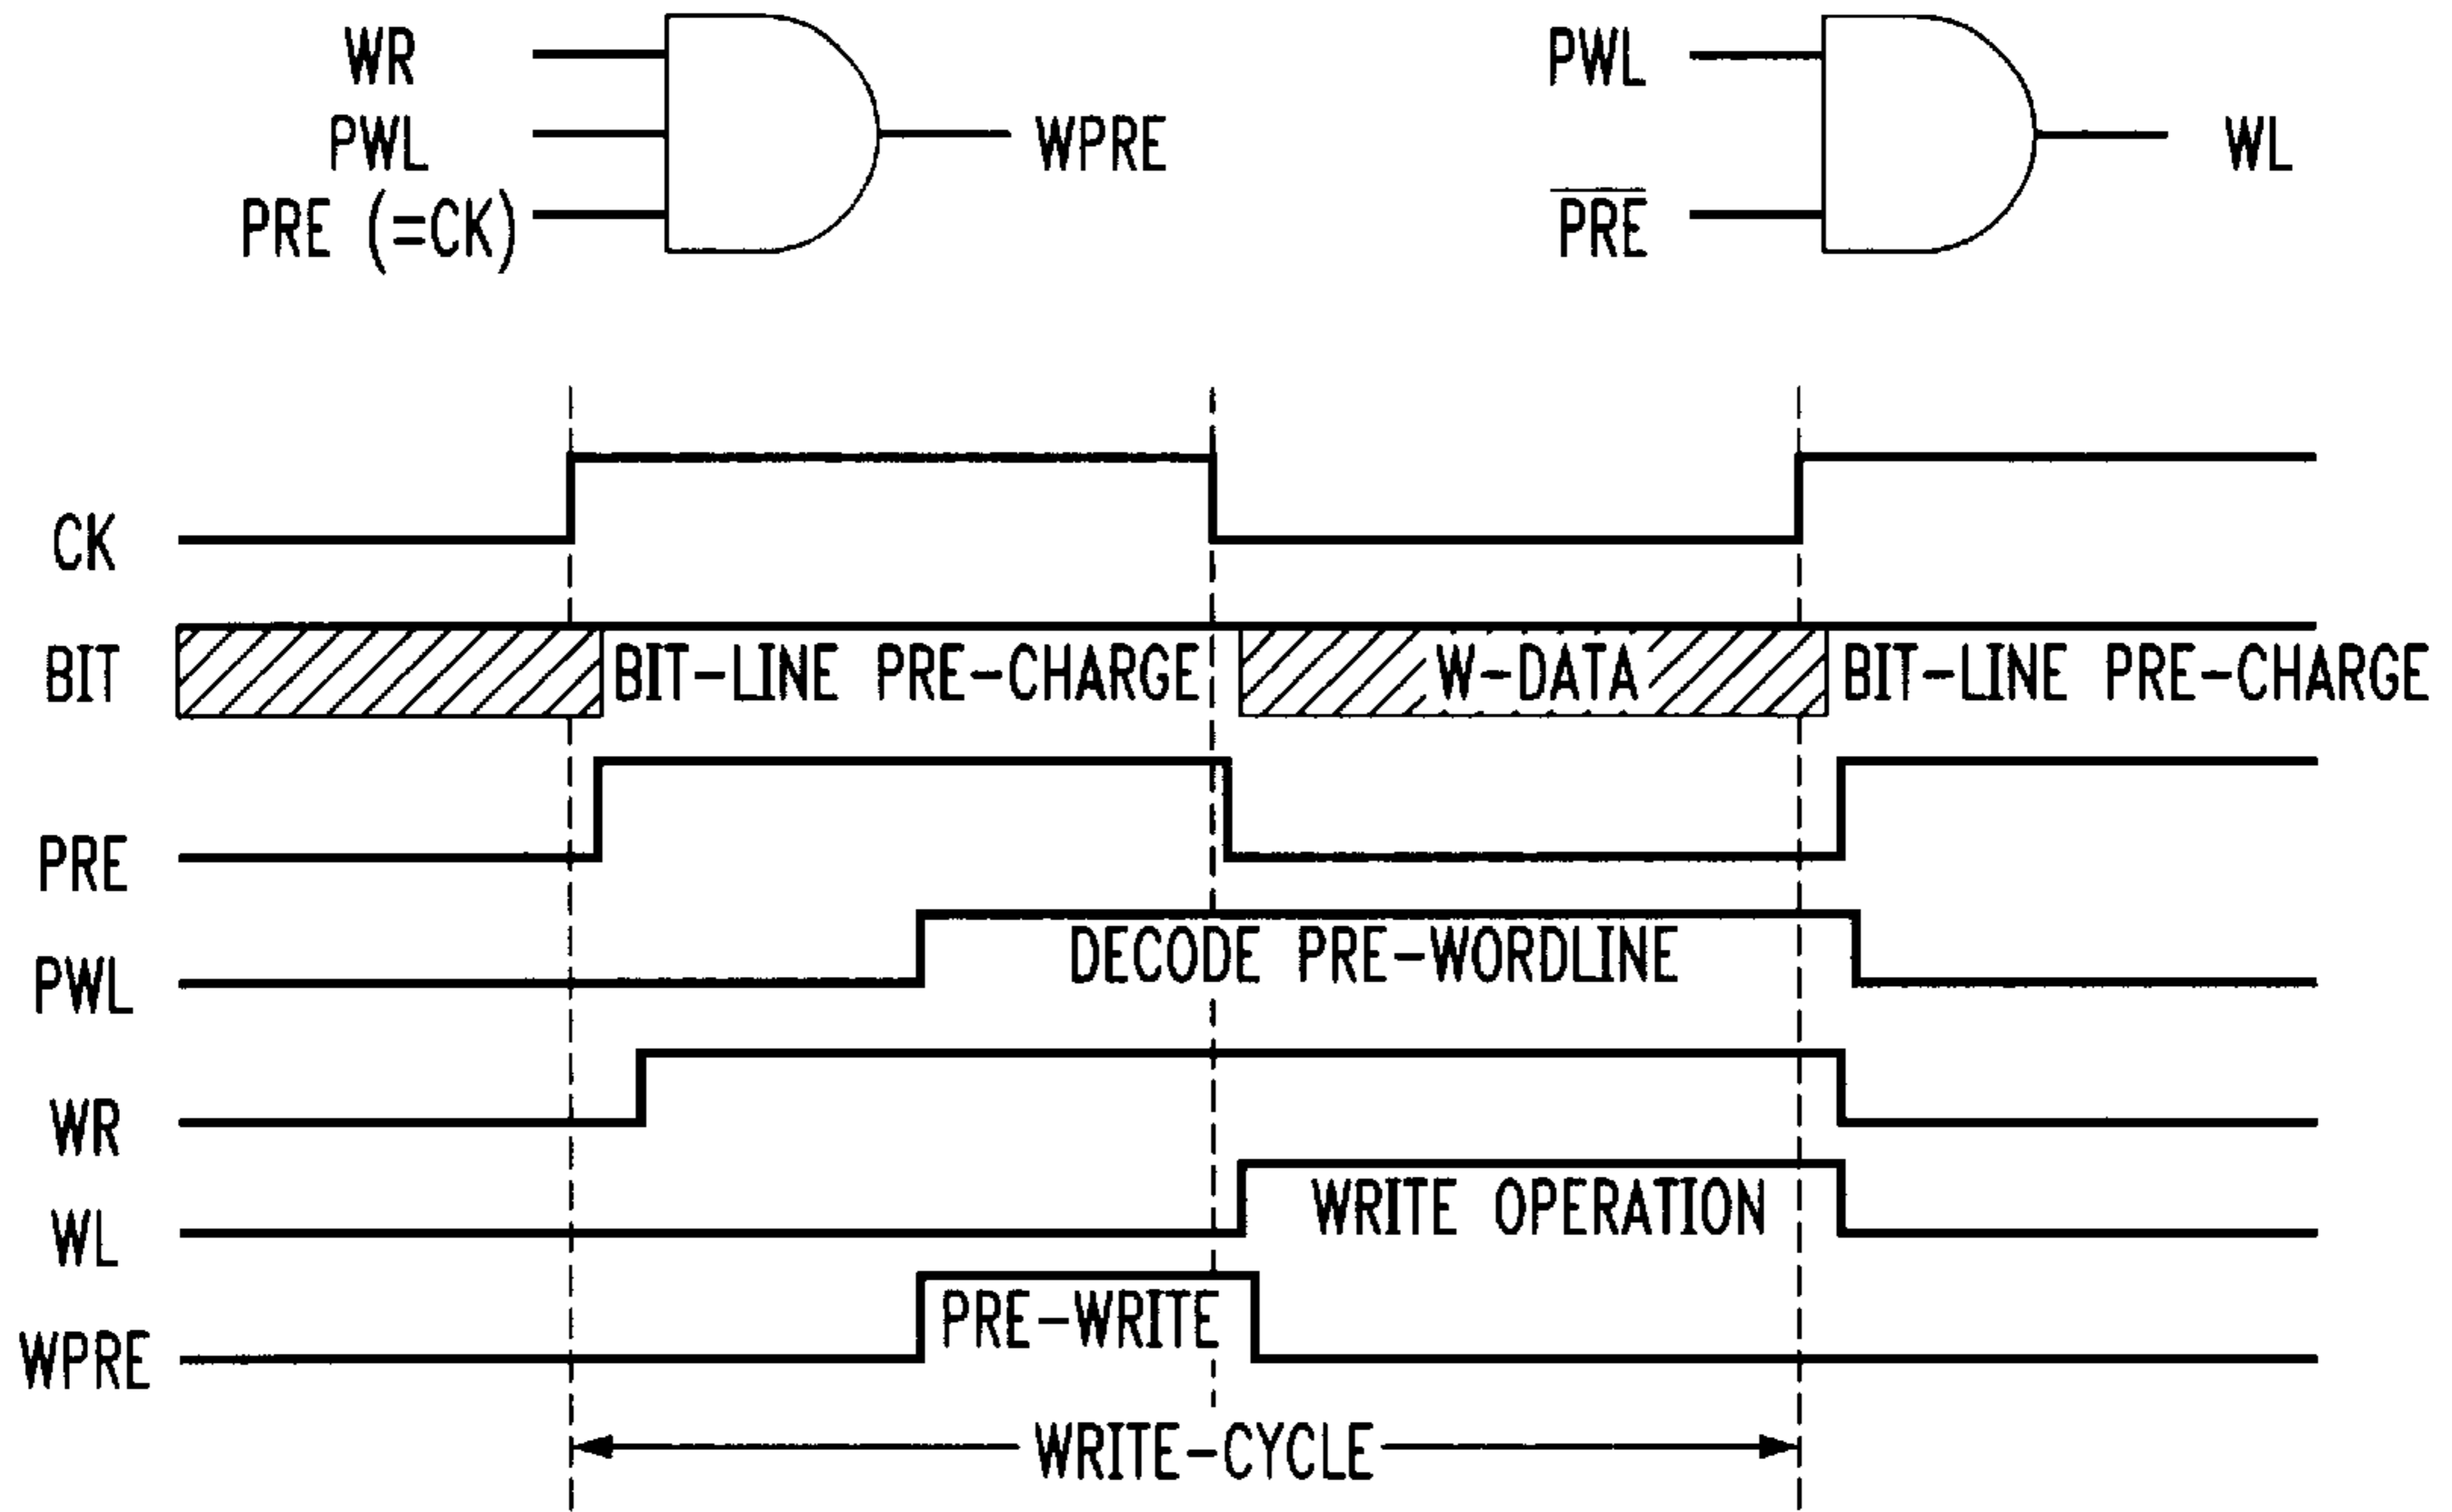 WR
PWL
PRE (=CK)
WPRE
PWL
P̅R̅E̅
WL
CK
BIT
BIT-LINE PRE-CHARGE
W-DATA
BIT-LINE PRE-CHARGE
PRE
PWL
DECODE PRE-WORDLINE
WR
WL
WRITE OPERATION
WPRE
PRE-WRITE
WRITE-CYCLE